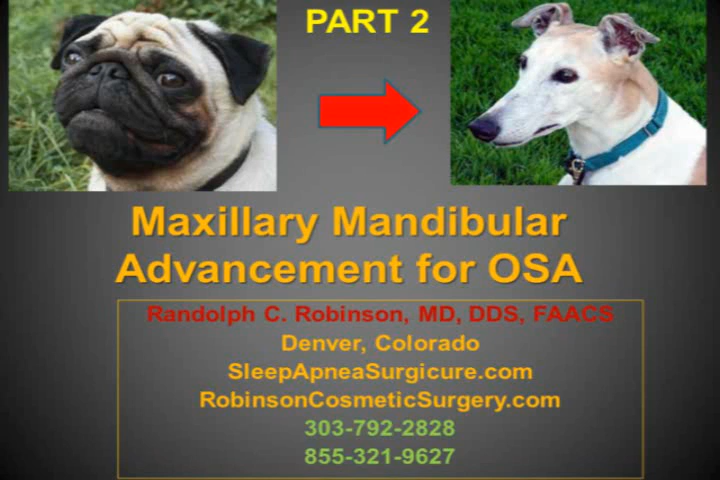 PART 2
Maxillary Mandibular
Advancement for OSA
Randolph C. Robinson, MD, DDS, FAACS
Denver, Colorado
SleepApneaSurgicure.com
RobinsonCosmeticSurgery.com
303-792-2828
855-321-9627